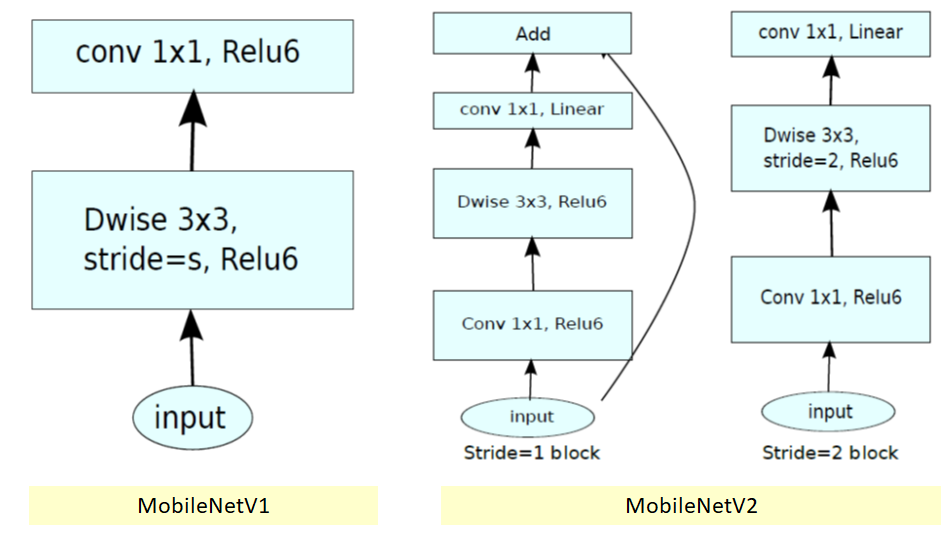 conv 1x1, Relu6
Dwise 3x3,
stride=s, Relu6
input
MobileNetV1
Add
conv 1x1, Linear
Dwise 3x3, Relu6
Conv 1x1, Relu6
input
Stride=1 block
conv 1x1, Linear
Dwise 3x3,
stride=2, Relu6
Conv 1x1, Relu6
input
Stride=2 block
MobileNetV2